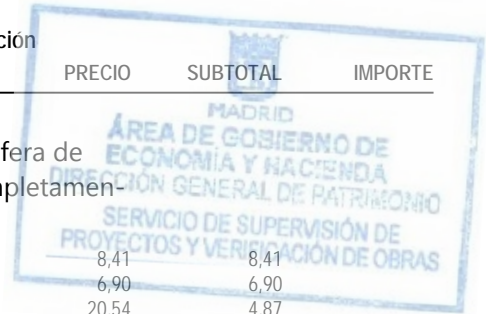 ción
PRECIO SUBTOTAL IMPORTE
MADRID
ÁREA DE GOBIERNO DE
ECONOMÍA Y HACIENDA
DIRECCIÓN GENERAL DE PATRIMONIO
SERVICIO DE SUPERVISIÓN DE
PROYECTOS Y VERIFICACIÓN DE OBRAS
fera de
mpletamen-
8,41 8,41
6,90 6,90
20,54 4,87